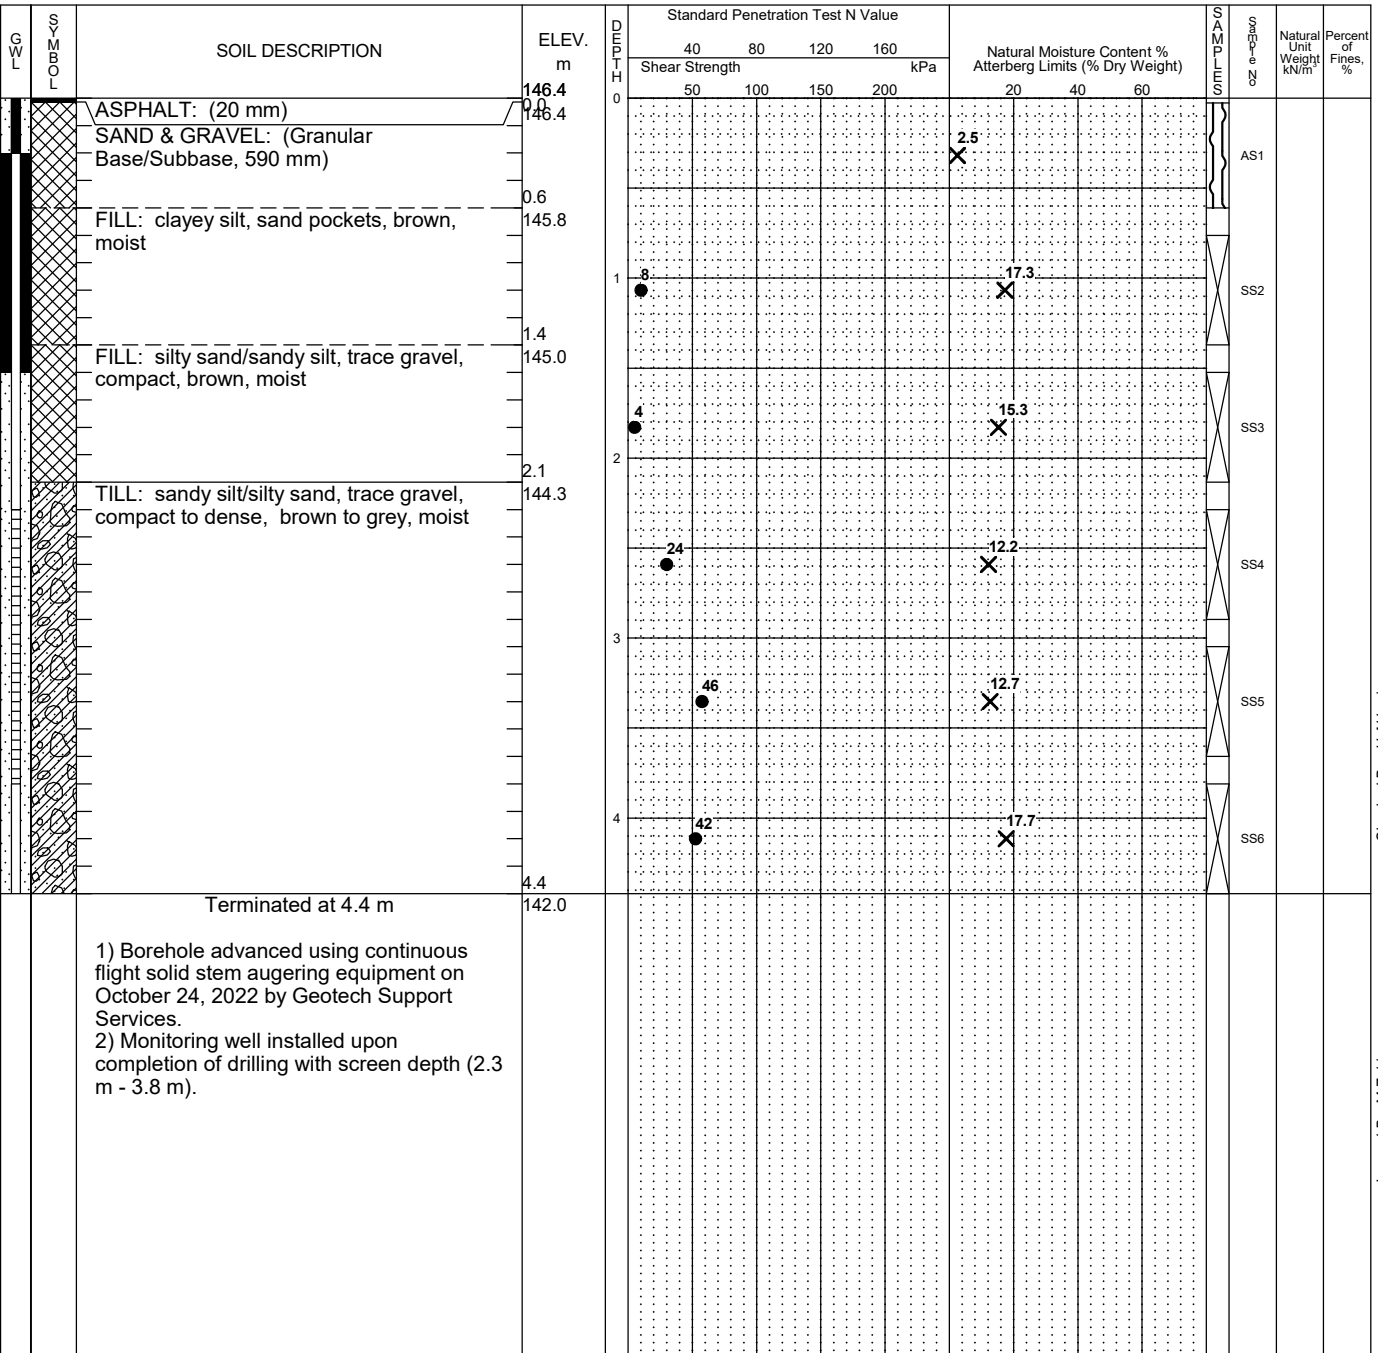 GWL
SYMBOL
SOIL DESCRIPTION
ELEV.
m
146.4
DEPTH
Standard Penetration Test N Value
40 80 120 160
Shear Strength kPa
50 100 150 200
Natural Moisture Content %
Atterberg Limits (% Dry Weight)
20 40 60
SAMPLES
Sample No
Natural
Unit
Weight
kN/m³
Percent
of
Fines,
%
0
ASPHALT: (20 mm)
0.0
146.4
SAND & GRAVEL: (Granular
Base/Subbase, 590 mm)
2.5
AS1
0.6
FILL: clayey silt, sand pockets, brown,
moist
145.8
1
8
17.3
SS2
1.4
FILL: silty sand/sandy silt, trace gravel,
compact, brown, moist
145.0
4
15.3
SS3
2
2.1
TILL: sandy silt/silty sand, trace gravel,
compact to dense, brown to grey, moist
144.3
24
12.2
SS4
3
46
12.7
SS5
4
42
17.7
SS6
4.4
Terminated at 4.4 m
142.0
1) Borehole advanced using continuous
flight solid stem augering equipment on
October 24, 2022 by Geotech Support
Services.
2) Monitoring well installed upon
completion of drilling with screen depth (2.3
m - 3.8 m).